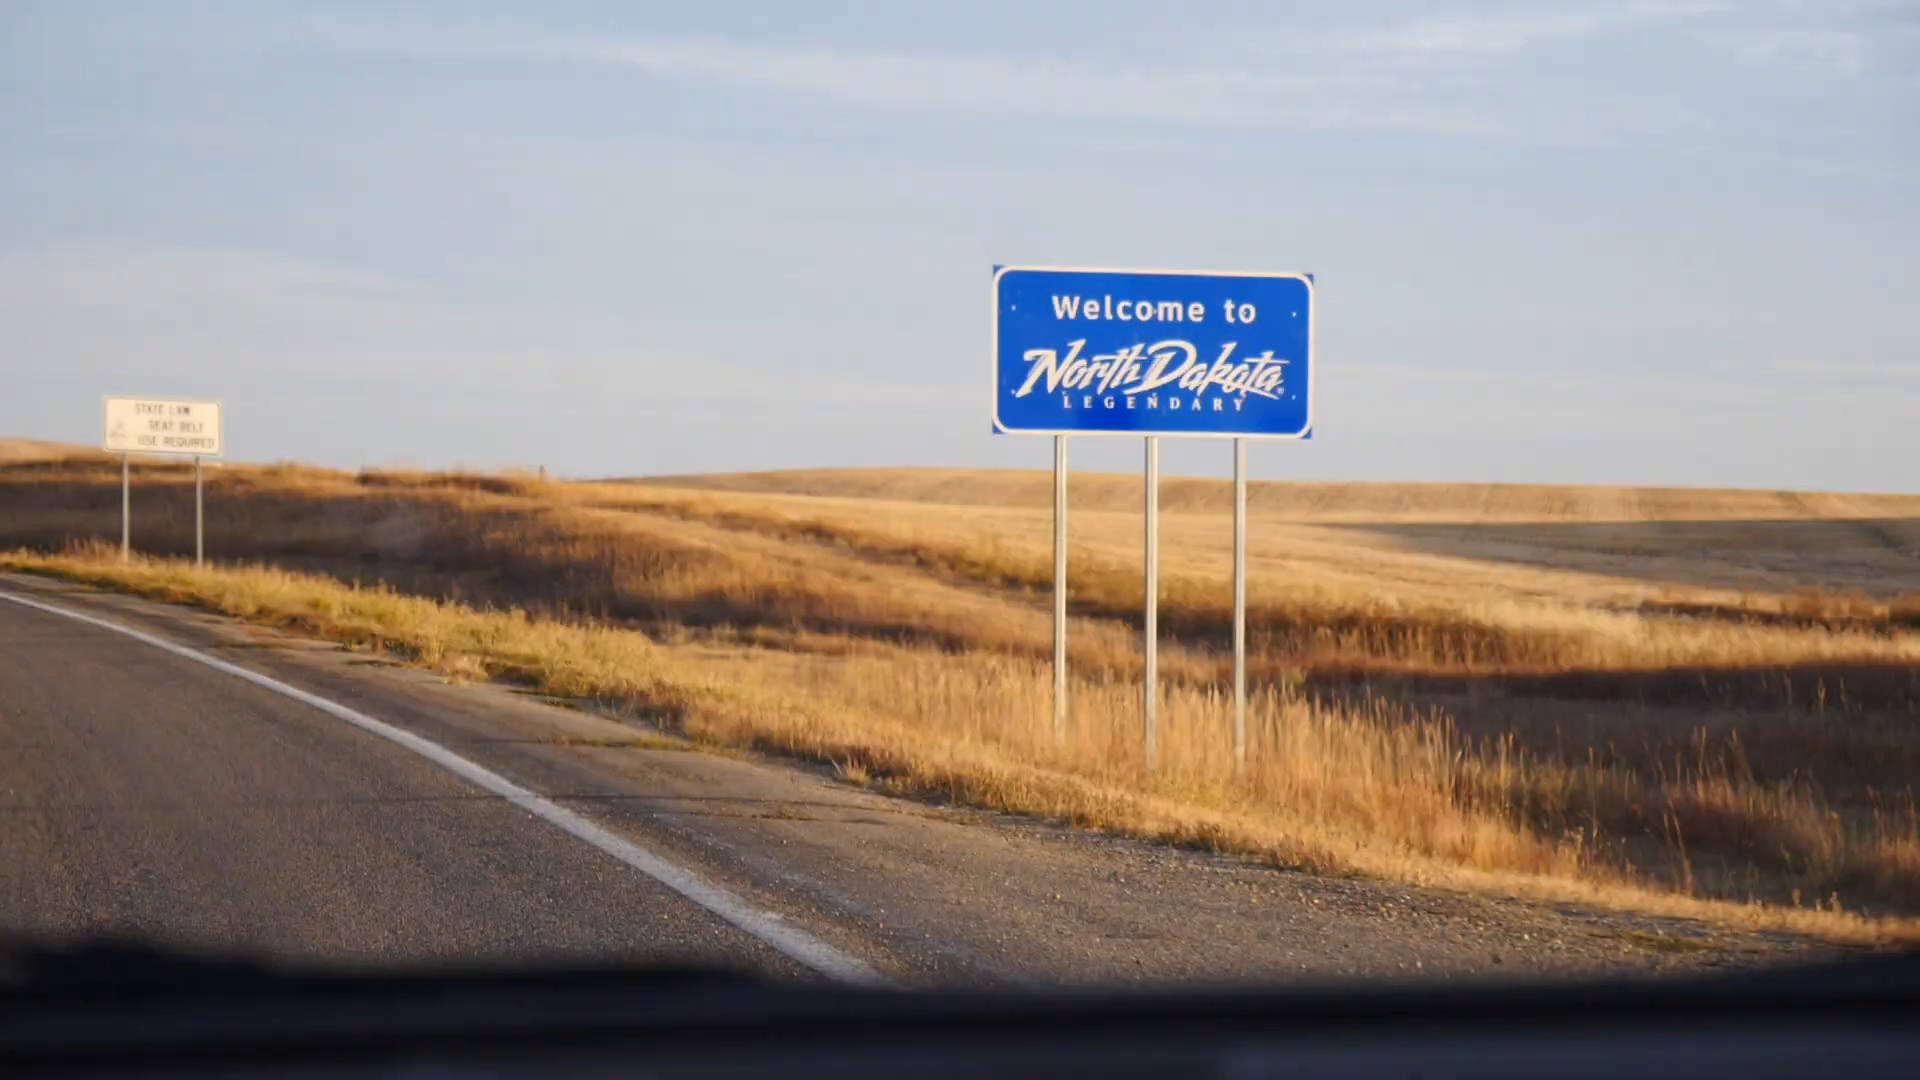 STATE LAW
SEAT BELT
USE REQUIRED
Welcome to
North Dakota
LEGENDARY